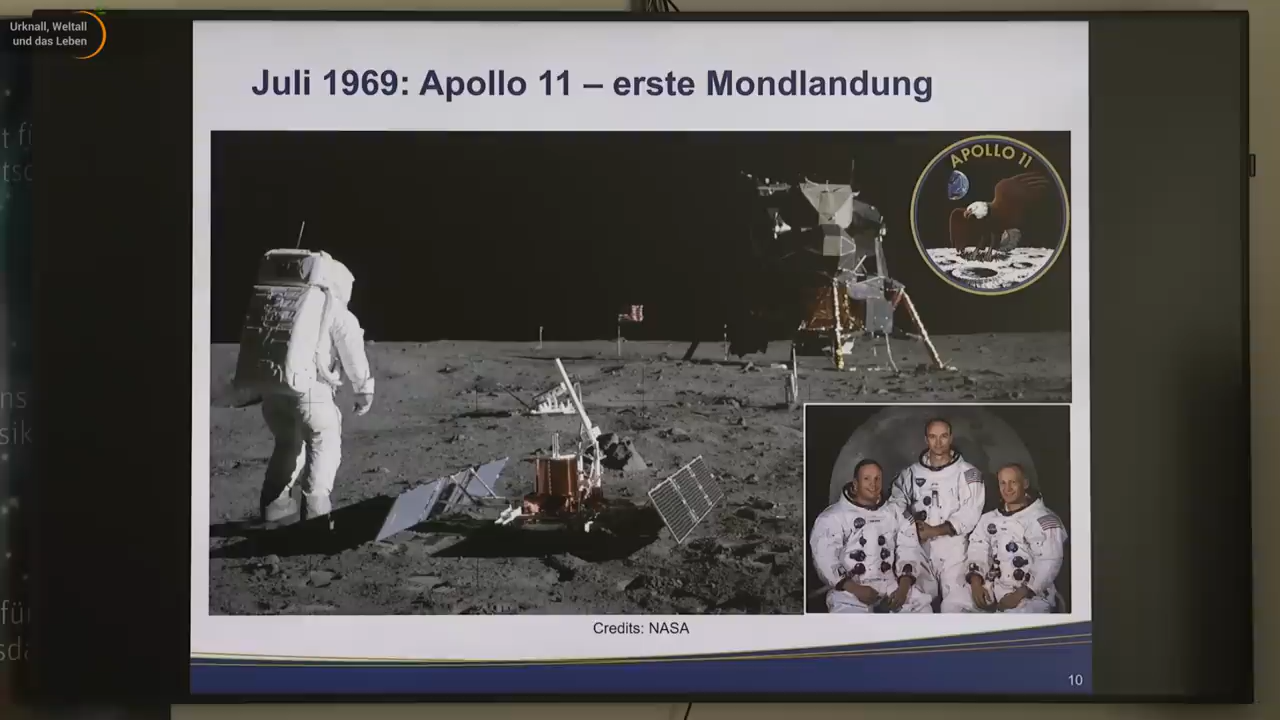 Urknall, Weltall
und das Leben
Juli 1969: Apollo 11 – erste Mondlandung
APOLLO 11
Credits: NASA
10